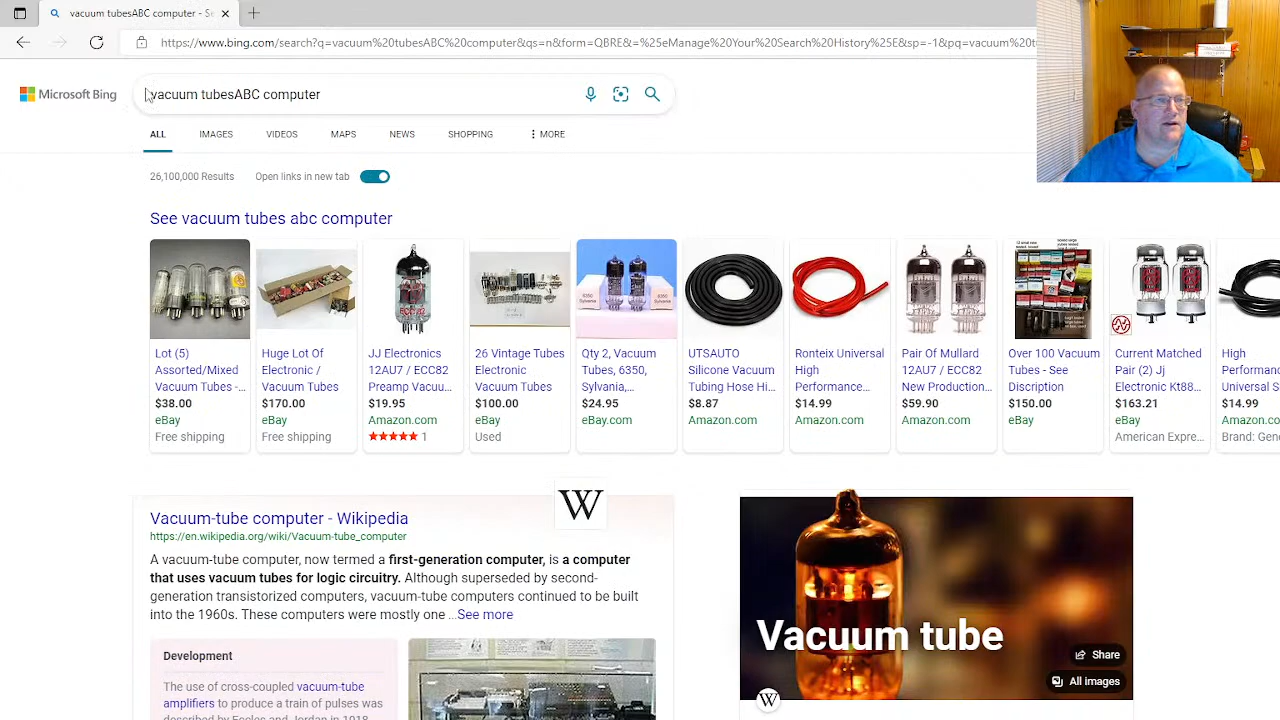 vacuum tubesABC computer - Se
https://www.bing.com/search?q=vacuum%20tubesABC%20computer&qs=n&form=QBRE&t=%25eManage%20Your%20Search%20History%25E&sp=-1&pq=vacuum%20t
Microsoft Bing
vacuum tubesABC computer
ALL IMAGES VIDEOS MAPS NEWS SHOPPING MORE
26,100,000 Results Open links in new tab
See vacuum tubes abc computer
Lot (5)
Assorted/Mixed
Vacuum Tubes -...
$38.00
eBay
Free shipping
Huge Lot Of
Electronic /
Vacuum Tubes
$170.00
eBay
Free shipping
JJ Electronics
12AU7 / ECC82
Preamp Vacuu...
$19.95
Amazon.com
1
26 Vintage Tubes
Electronic
Vacuum Tubes
$100.00
eBay
Used
Qty 2, Vacuum
Tubes, 6350,
Sylvania,...
$24.95
eBay.com
UTSAUTO
Silicone Vacuum
Tubing Hose Hi...
$8.87
Amazon.com
Ronteix Universal
High
Performance...
$14.99
Amazon.com
Pair Of Mullard
12AU7 / ECC82
New Production...
$59.90
Amazon.com
Over 100 Vacuum
Tubes - See
Discription
$150.00
eBay
Current Matched
Pair (2) Jj
Electronic Kt88...
$163.21
eBay
American Expre...
High
Performanc
Universal S
$14.99
Amazon.co
Brand: Gene
Vacuum-tube computer - Wikipedia
https://en.wikipedia.org/wiki/Vacuum-tube_computer
A vacuum-tube computer, now termed a first-generation computer, is a computer
that uses vacuum tubes for logic circuitry. Although superseded by second-
generation transistorized computers, vacuum-tube computers continued to be built
into the 1960s. These computers were mostly one ...See more
Development
The use of cross-coupled vacuum-tube
amplifiers to produce a train of pulses was
described by Eccles and Jordan in 1918
W
Vacuum tube
Share
All images
W